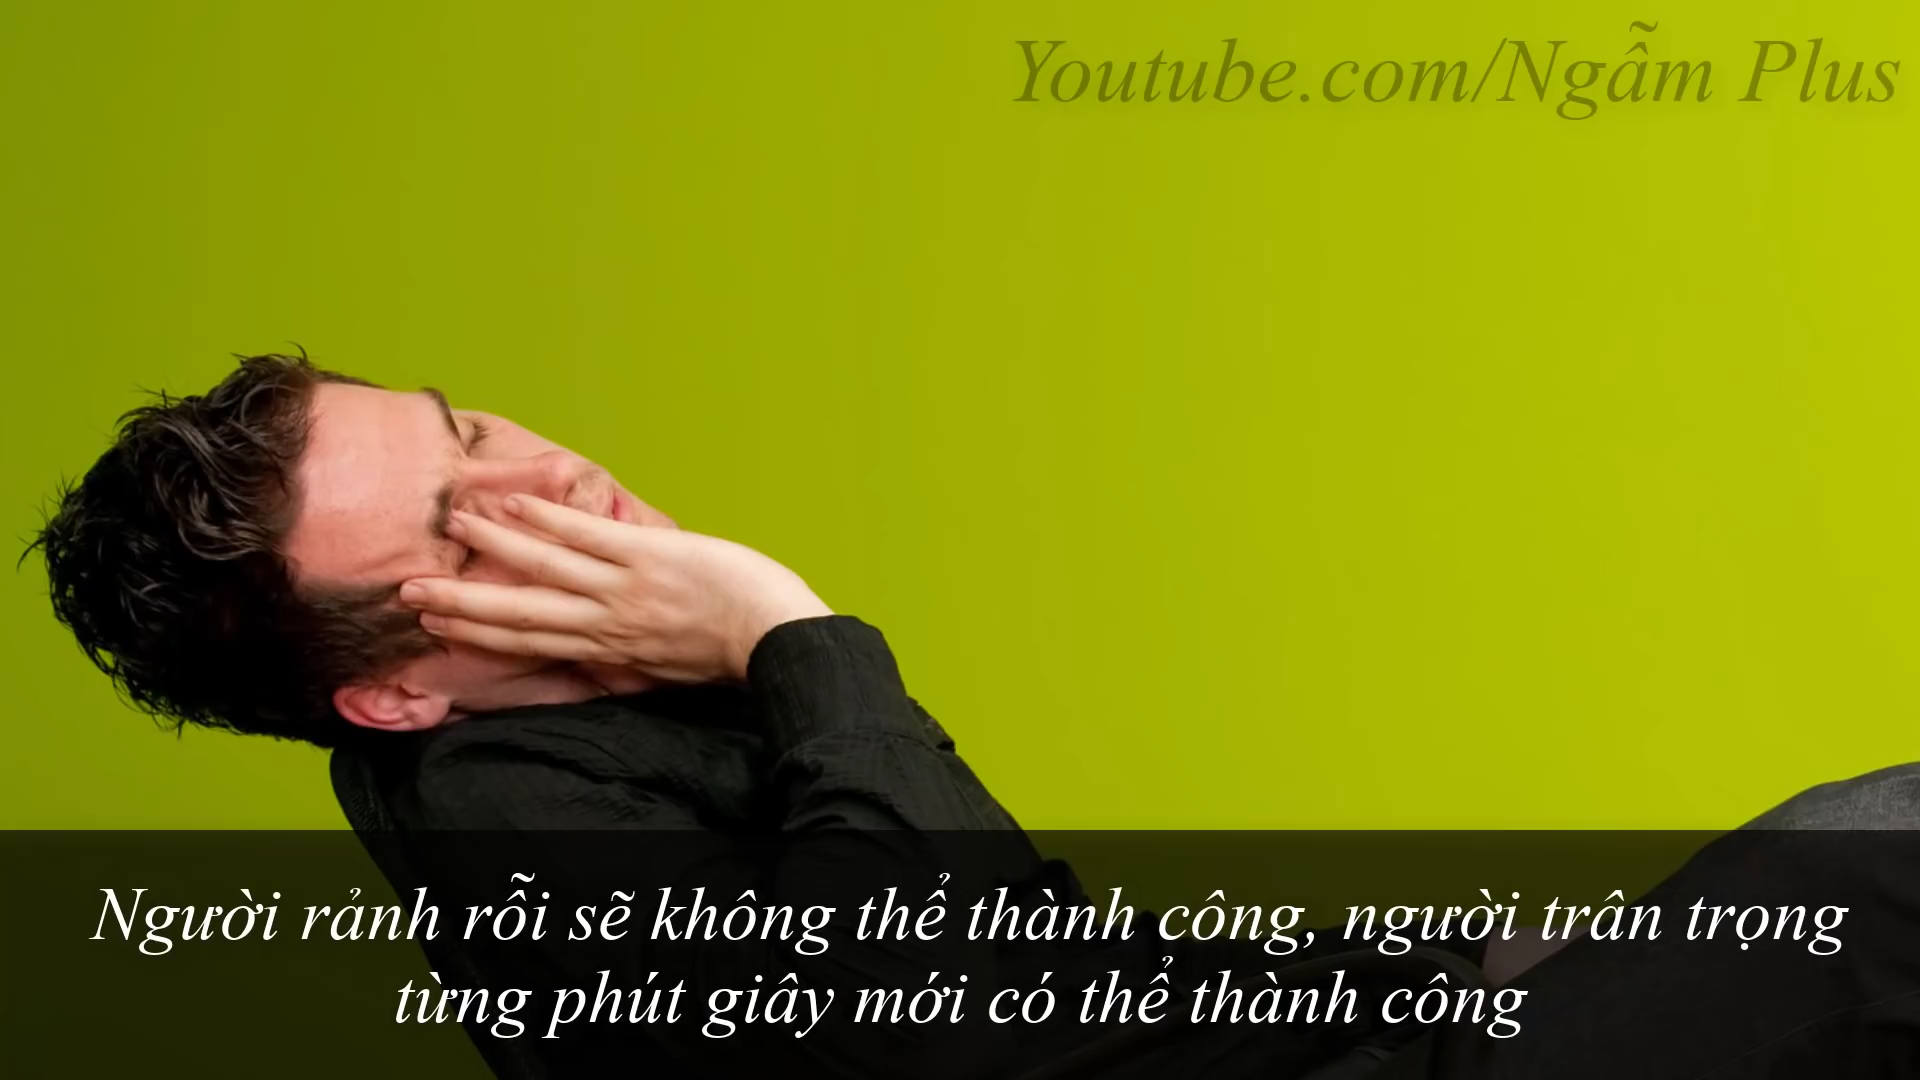 Youtube.com/Ngẫm Plus
Người rảnh rỗi sẽ không thể thành công, người trân trọng
từng phút giây mới có thể thành công